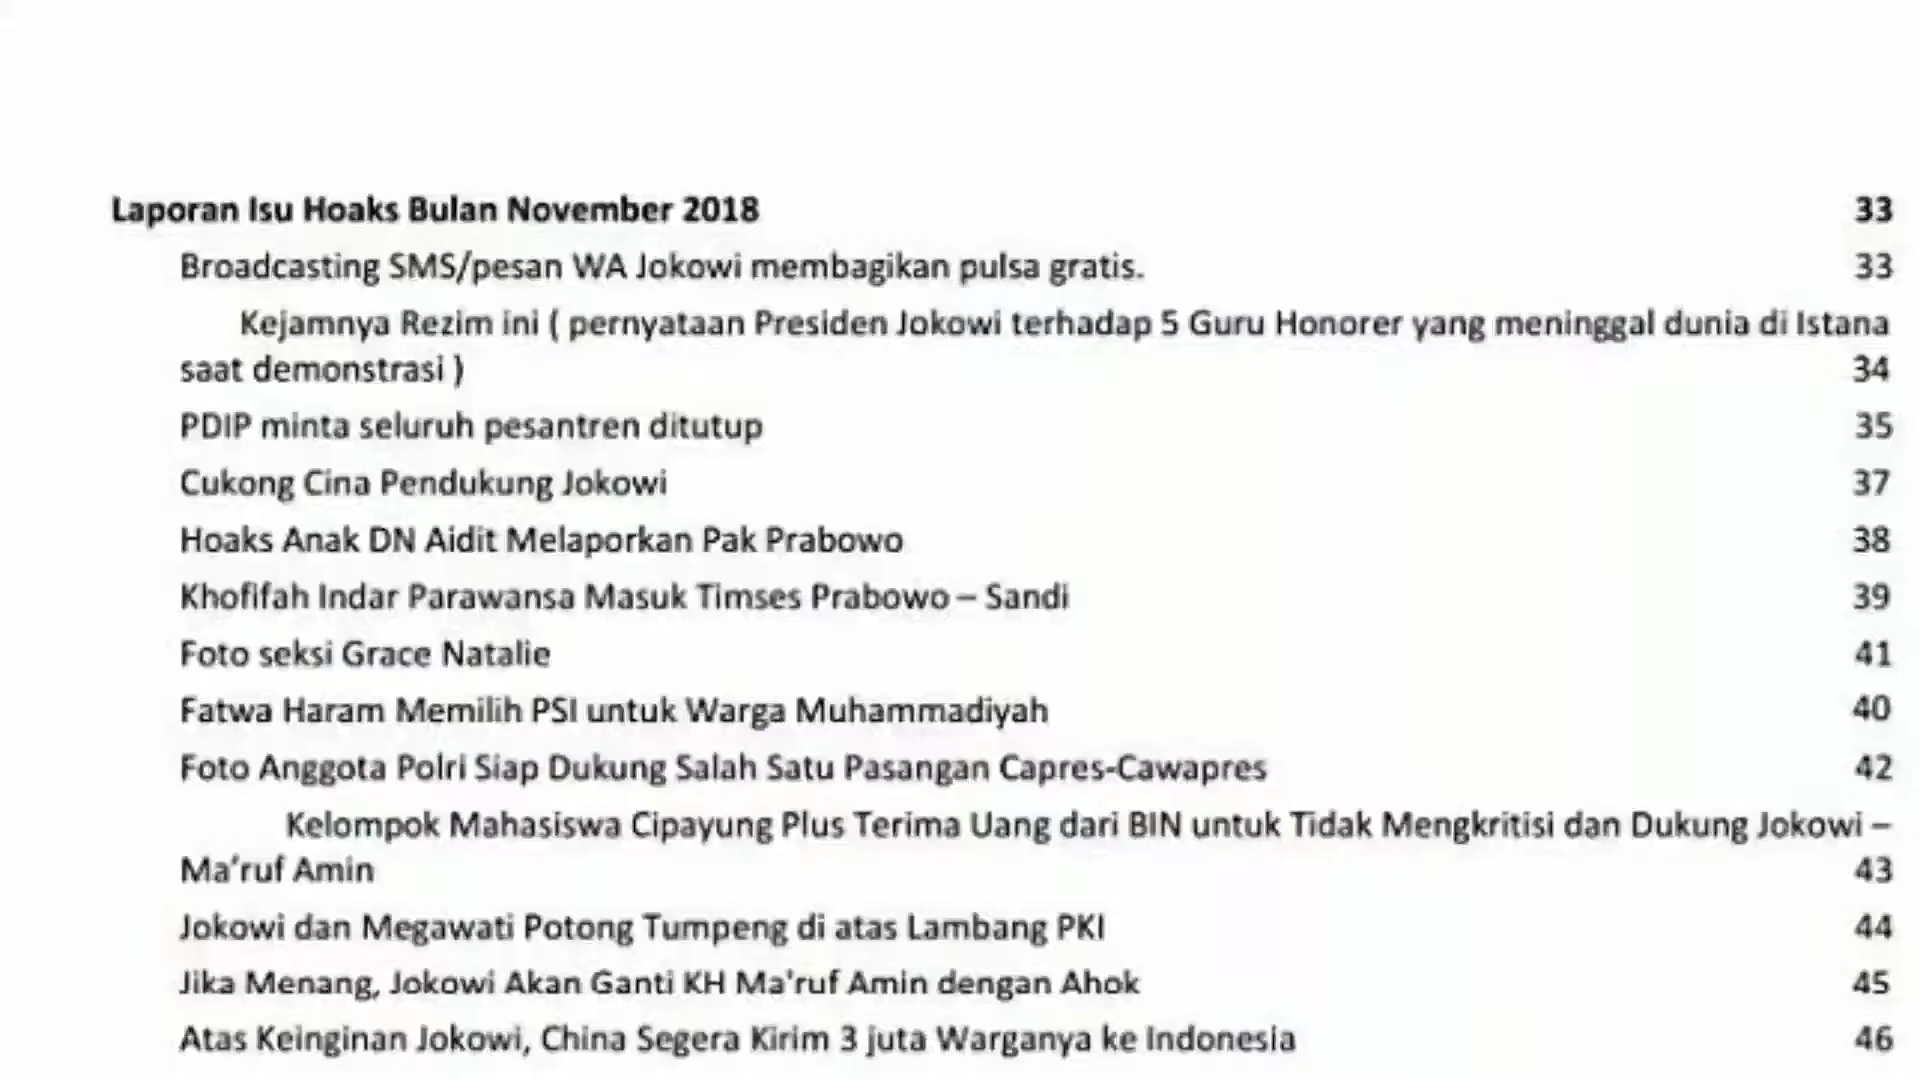 Laporan Isu Hoaks Bulan November 2018 33
Broadcasting SMS/pesan WA Jokowi membagikan pulsa gratis. 33
Kejamnya Rezim ini ( pernyataan Presiden Jokowi terhadap 5 Guru Honorer yang meninggal dunia di Istana
saat demonstrasi ) 34
PDIP minta seluruh pesantren ditutup 35
Cukong Cina Pendukung Jokowi 37
Hoaks Anak DN Aidit Melaporkan Pak Prabowo 38
Khofifah Indar Parawansa Masuk Timses Prabowo – Sandi 39
Foto seksi Grace Natalie 41
Fatwa Haram Memilih PSI untuk Warga Muhammadiyah 40
Foto Anggota Polri Siap Dukung Salah Satu Pasangan Capres-Cawapres 42
Kelompok Mahasiswa Cipayung Plus Terima Uang dari BIN untuk Tidak Mengkritisi dan Dukung Jokowi –
Ma’ruf Amin 43
Jokowi dan Megawati Potong Tumpeng di atas Lambang PKI 44
Jika Menang, Jokowi Akan Ganti KH Ma'ruf Amin dengan Ahok 45
Atas Keinginan Jokowi, China Segera Kirim 3 juta Warganya ke Indonesia 46